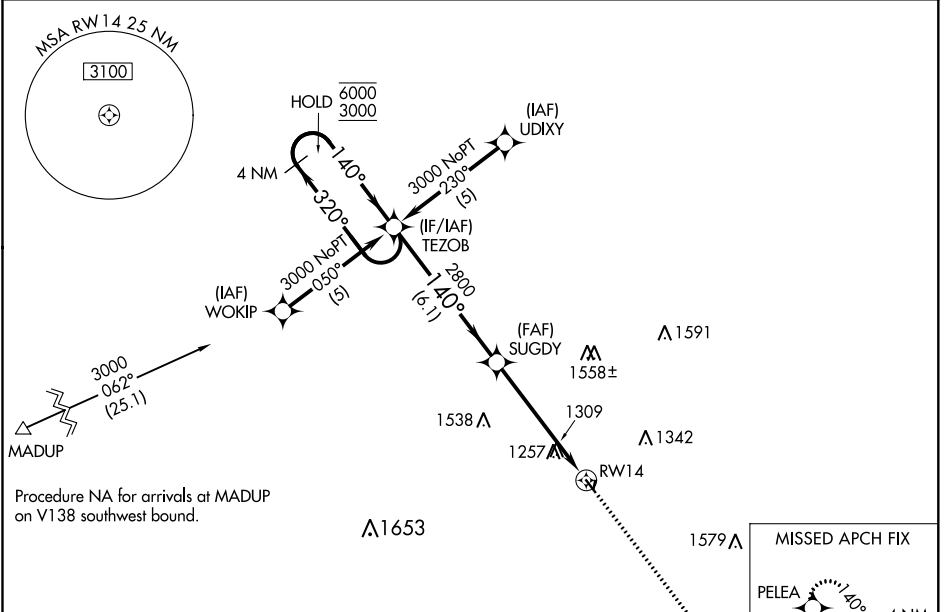 MSA RW14 25 NM
3100
HOLD
6000
3000
(IAF)
UDIXY
4 NM
140°
3000 NoPT
230°
(5)
320°
(IF/IAF)
TEZOB
3000 NoPT
050°
(5)
2800
140°
(6.1)
(IAF)
WOKIP
(FAF)
SUGDY
1591
1558±
3000
062°
(25.1)
1538
1309
MADUP
1257
1342
RW14
Procedure NA for arrivals at MADUP
on V138 southwest bound.
1653
1579
MISSED APCH FIX
PELEA
140°
4 NM